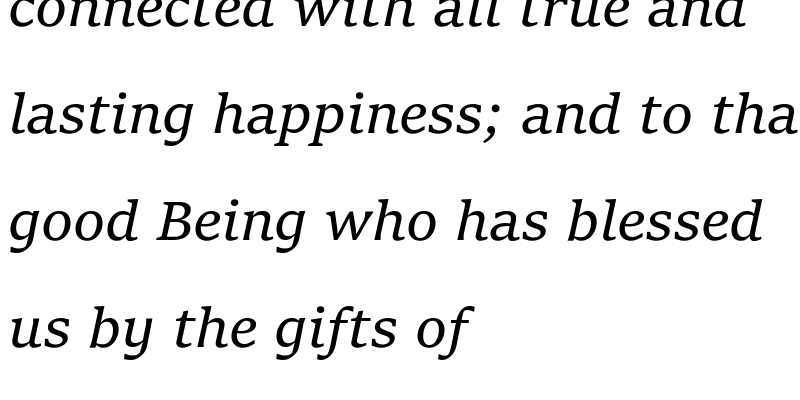 connected with all true and
lasting happiness; and to tha
good Being who has blessed
us by the gifts of